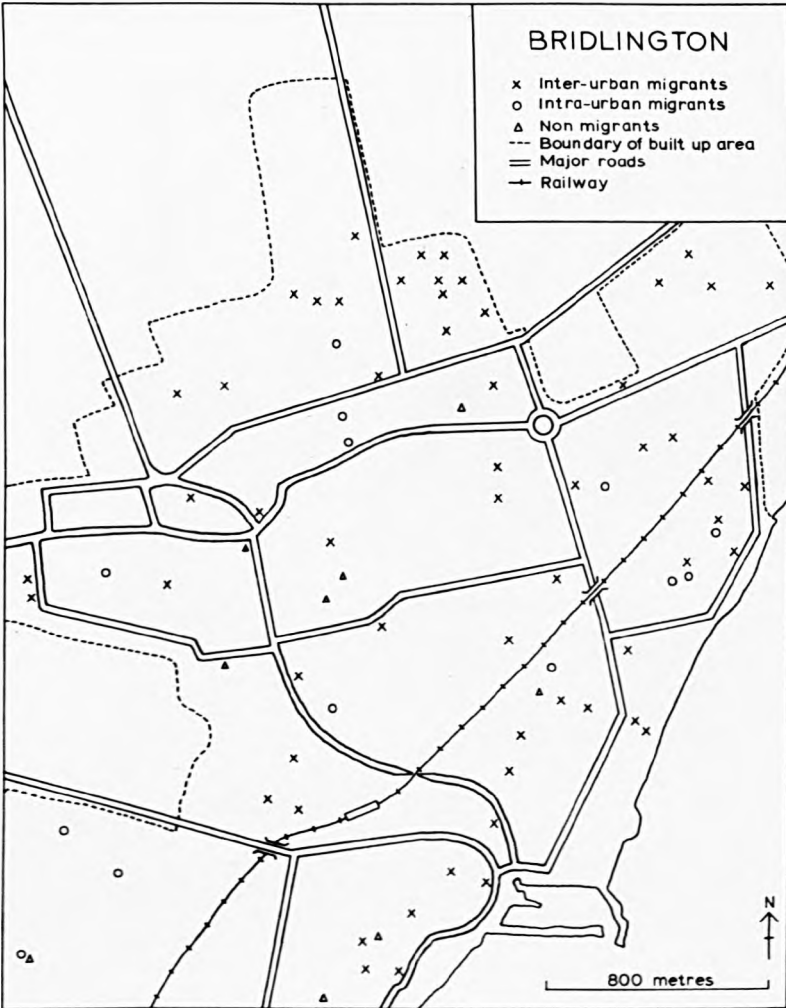 BRIDLINGTON
Inter-urban migrants
Intra-urban migrants
Non migrants
Boundary of built up area
Major roads
Railway
N
800 metres